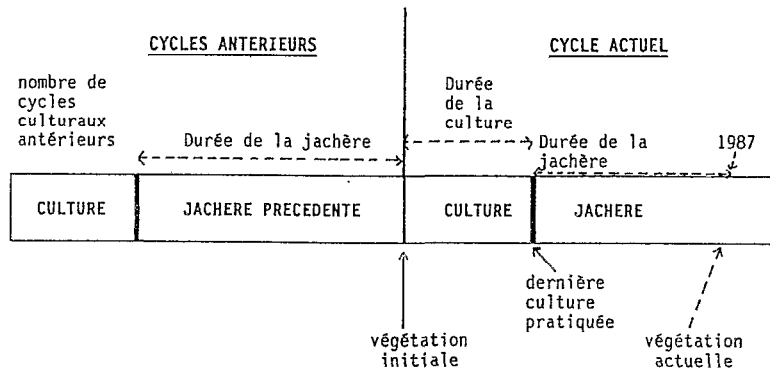 CYCLES ANTERIEURS
CYCLE ACTUEL
nombre de
cycles
culturaux
antérieurs
Durée de la jachère
Durée
de la
culture
Durée de la
jachère
1987
CULTURE
JACHERE PRECEDENTE
CULTURE
JACHERE
végétation
initiale
dernière
culture
pratiquée
végétation
actuelle